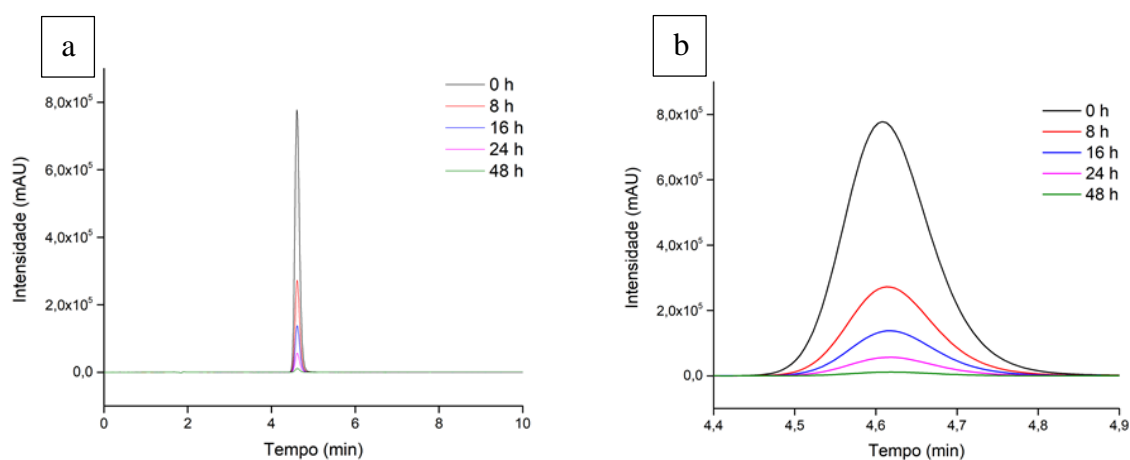 a
Intensidade (mAU)
8,0x10⁵
6,0x10⁵
4,0x10⁵
2,0x10⁵
0,0
0 2 4 6 8 10
Tempo (min)
0 h
8 h
16 h
24 h
48 h
b
Intensidade (mAU)
8,0x10⁵
6,0x10⁵
4,0x10⁵
2,0x10⁵
0,0
4,4 4,5 4,6 4,7 4,8 4,9
Tempo (min)
0 h
8 h
16 h
24 h
48 h